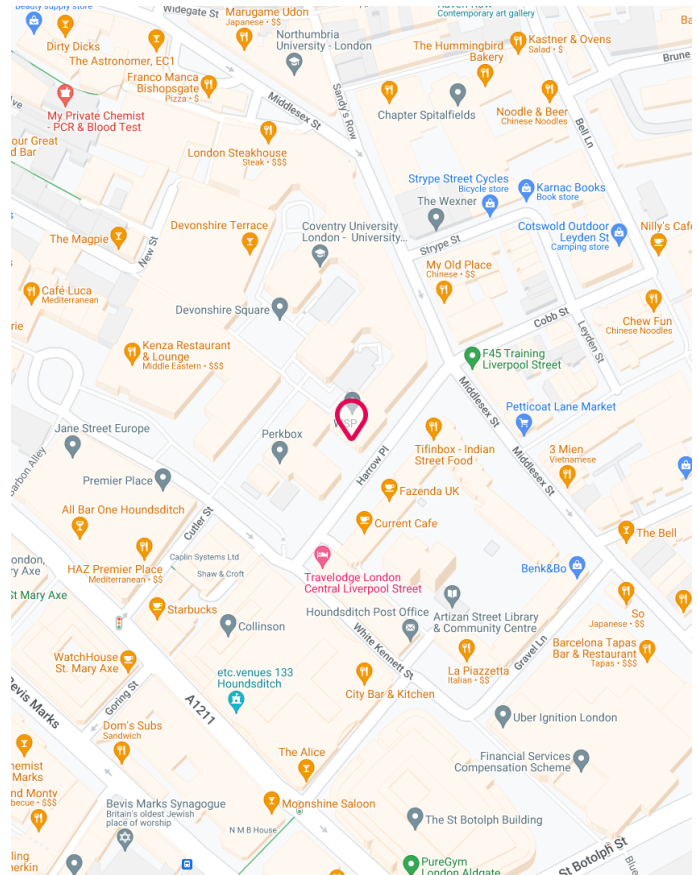 Beauty supply store
Widegate St
Marugame Udon
Japanese • $$
Contemporary art gallery
Dirty Dicks
Northumbria
University - London
The Hummingbird
Bakery
Kastner & Ovens
Salad • $
Brune
The Astronomer, EC1
Franco Manca
Bishopsgate
Pizza • $
Middlesex St
Sandy's Row
Chapter Spitalfields
Noodle & Beer
Chinese Noodles
Bell Ln
My Private Chemist
- PCR & Blood Test
our Great
d Bar
London Steakhouse
Steak • $$$
Strype Street Cycles
Bicycle store
Karnac Books
Book store
The Wexner
Devonshire Terrace
Coventry University
London - University...
Cotswold Outdoor
Leyden St
Camping store
Nilly's Café
The Magpie
New St
Strype St
My Old Place
Chinese • $$
Café Luca
Mediterranean
Devonshire Square
Cobb St
Chew Fun
Chinese Noodles
rie
Leyden St
Kenza Restaurant
& Lounge
Middle Eastern • $$$
F45 Training
Liverpool Street
Middlesex St
Petticoat Lane Market
Jane Street Europe
Perkbox
WSP
Tifinbox - Indian
Street Food
3 Mien
Vietnamese
Middlesex St
Harrow Pl
Premier Place
Fazenda UK
All Bar One Houndsditch
Cutler St
Current Cafe
The Bell
HAZ Premier Place
Mediterranean • $$
Caplin Systems Ltd
Shaw & Croft
Travelodge London
Central Liverpool Street
Benk&Bo
ondon,
ry Axe
St Mary Axe
Starbucks
Collinson
Houndsditch Post Office
Artizan Street Library
& Community Centre
So
Japanese • $$
White Kennett St
Gravel Ln
Barcelona Tapas
Bar & Restaurant
Tapas • $$$
WatchHouse
St. Mary Axe
etc.venues 133
Houndsditch
La Piazzetta
Italian • $$
City Bar & Kitchen
Bevis Marks
Goring St
A1211
Uber Ignition London
Dom's Subs
Sandwich
The Alice
Financial Services
Compensation Scheme
hemist
Marks
nd Monty
becue • $$$
Bevis Marks Synagogue
Britain's oldest Jewish
place of worship
Moonshine Saloon
N M B House
The St Botolph Building
St Botolph St
ling
herkin
PureGym
London Aldgate